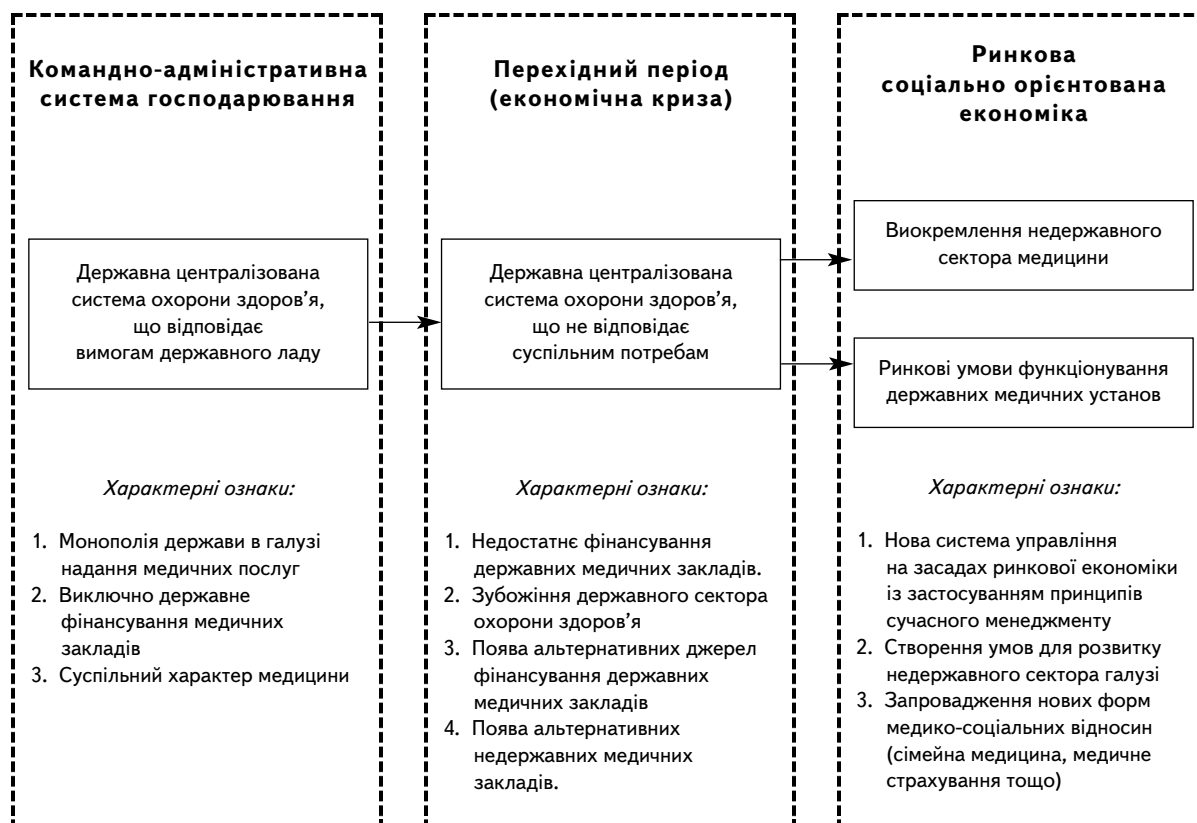 Командно-адміністративна
система господарювання
Державна централізована
система охорони здоров’я,
що відповідає
вимогам державного ладу
Характерні ознаки:
1. Монополія держави в галузі
надання медичних послуг
2. Виключно державне
фінансування медичних
закладів
3. Суспільний характер медицини
Перехідний період
(економічна криза)
Державна централізована
система охорони здоров’я,
що не відповідає
суспільним потребам
Характерні ознаки:
1. Недостатнє фінансування
державних медичних закладів.
2. Зубожіння державного сектора
охорони здоров’я
3. Поява альтернативних джерел
фінансування державних
медичних закладів
4. Поява альтернативних
недержавних медичних
закладів.
Ринкова
соціально орієнтована
економіка
Виокремлення недержавного
сектора медицини
Ринкові умови функціонування
державних медичних установ
Характерні ознаки:
1. Нова система управління
на засадах ринкової економіки
із застосуванням принципів
сучасного менеджменту
2. Створення умов для розвитку
недержавного сектора галузі
3. Запровадження нових форм
медико-соціальних відносин
(сімейна медицина, медичне
страхування тощо)